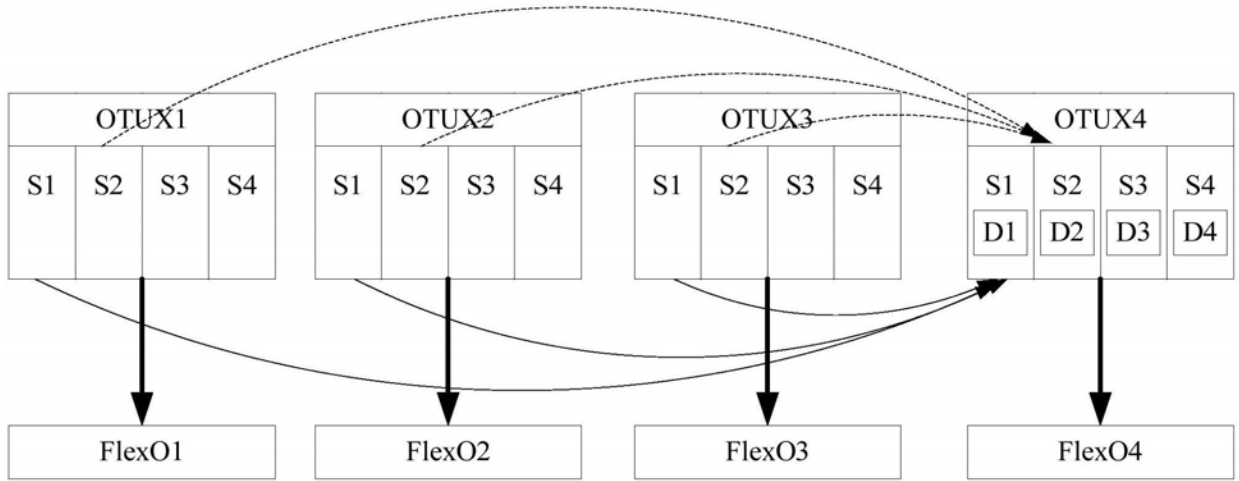 OTUX1 OTUX2 OTUX3 OTUX4
S1 S2 S3 S4 S1 S2 S3 S4 S1 S2 S3 S4 S1 S2 S3 S4
D1 D2 D3 D4
FlexO1 FlexO2 FlexO3 FlexO4